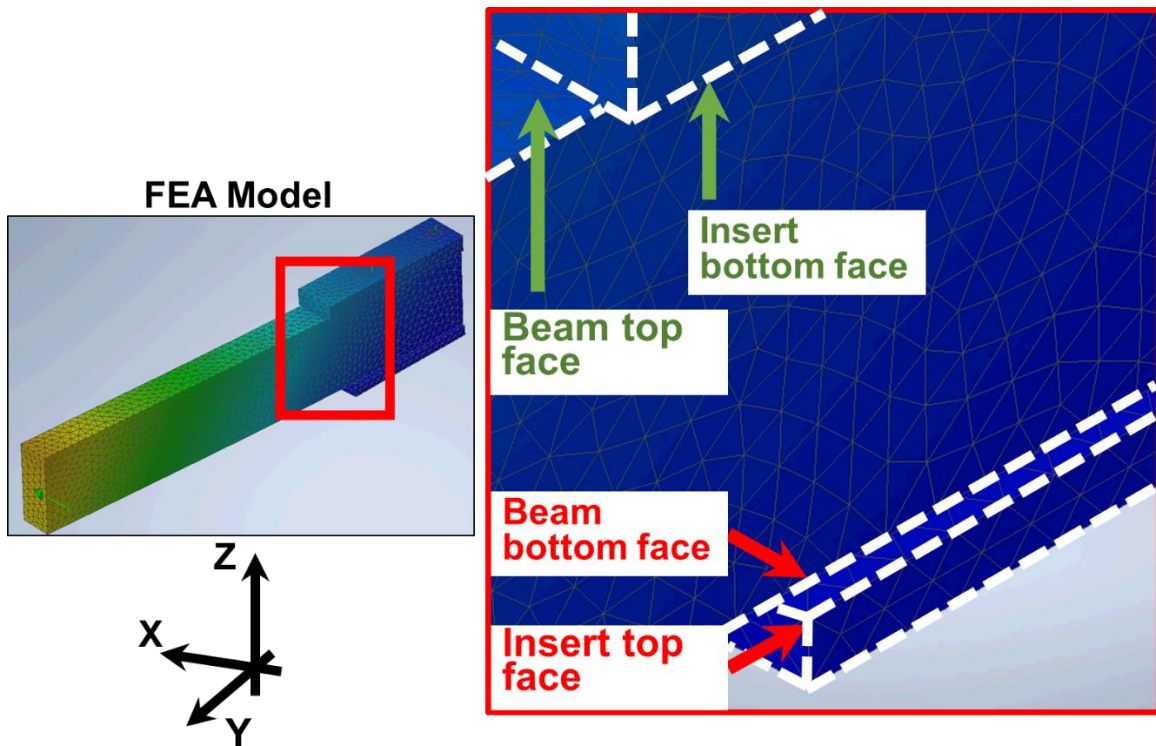 FEA Model
Z
X
Y
Insert
bottom face
Beam top
face
Beam
bottom face
Insert top
face